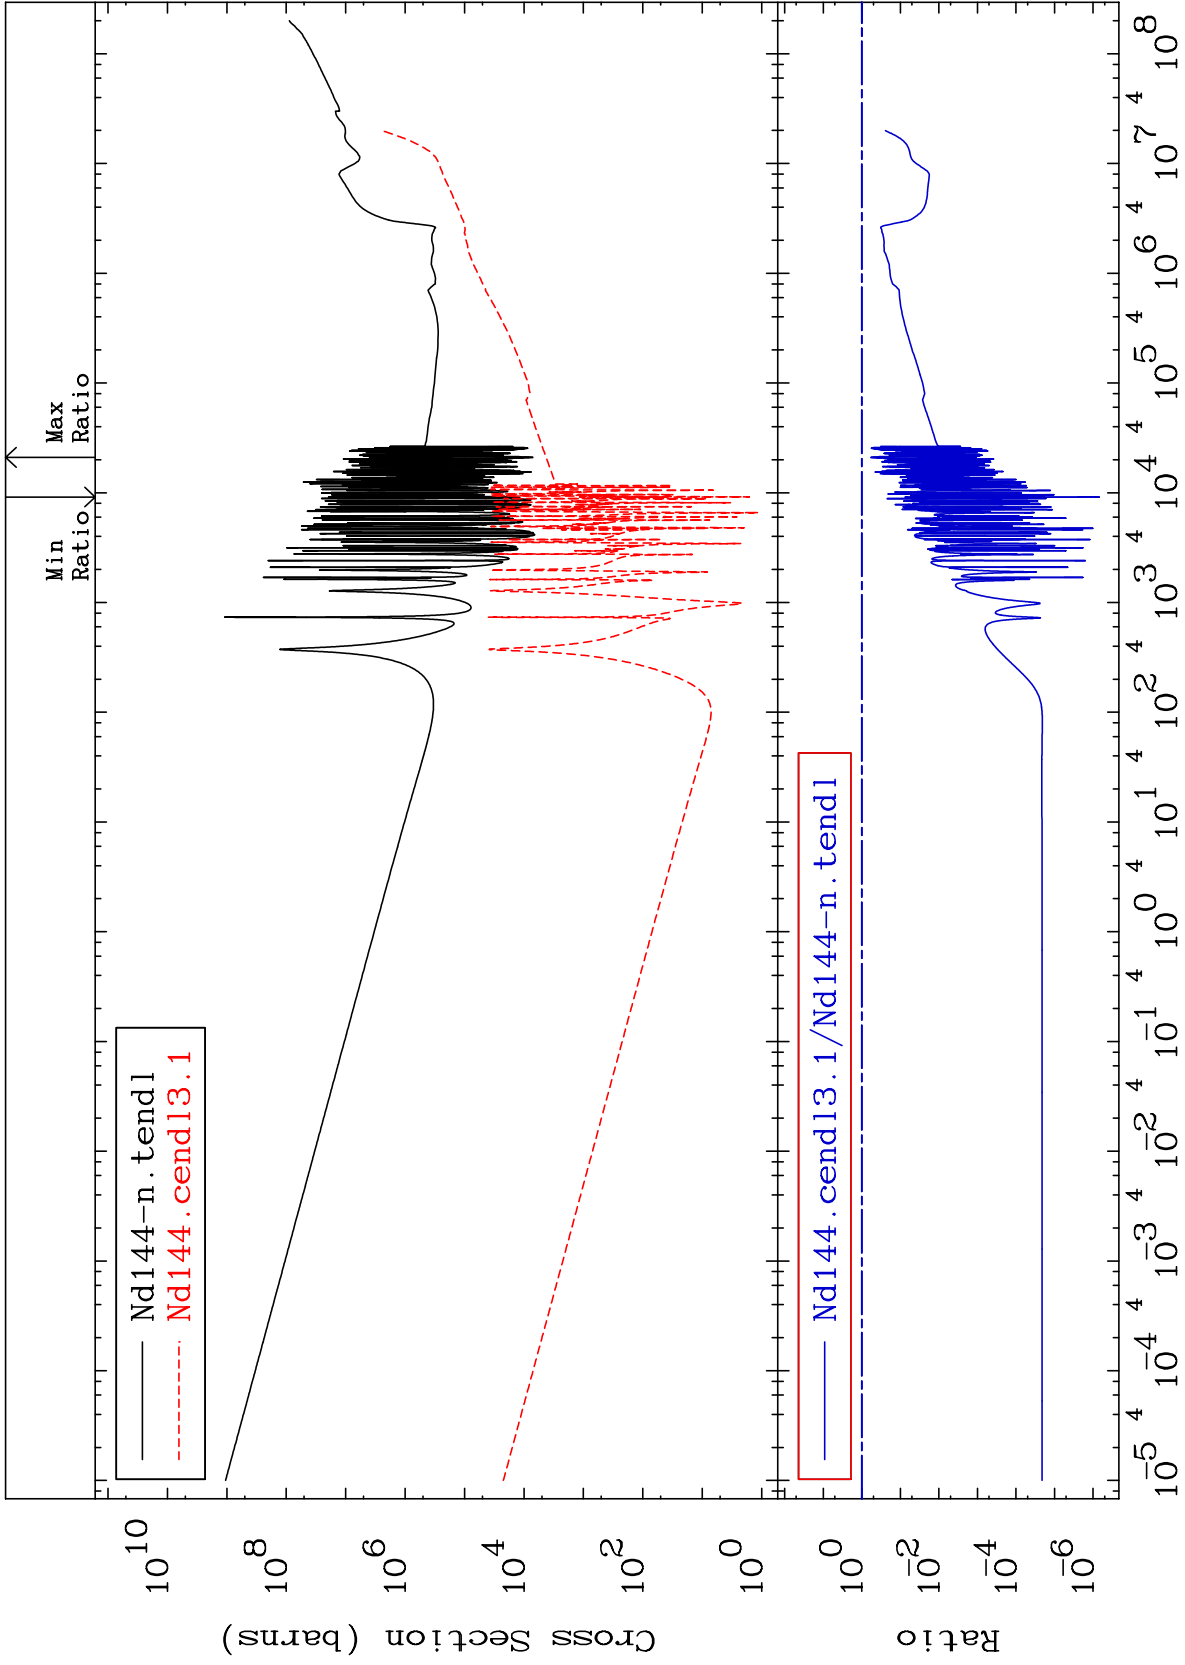 Min
Ratio
Max
Ratio
Cross Section (barns)
10^10
10^8
10^6
10^4
10^2
10^0
Nd144-n.tendl
Nd144.cendl3.1
Ratio
10^0
10^-2
10^-4
10^-6
Nd144.cendl3.1/Nd144-n.tendl
10^-5 4 10^-4 4 10^-3 4 10^-2 4 10^-1 4 10^0 4 10^1 4 10^2 4 10^3 4 10^4 4 10^5 4 10^6 4 10^7 4 10^8